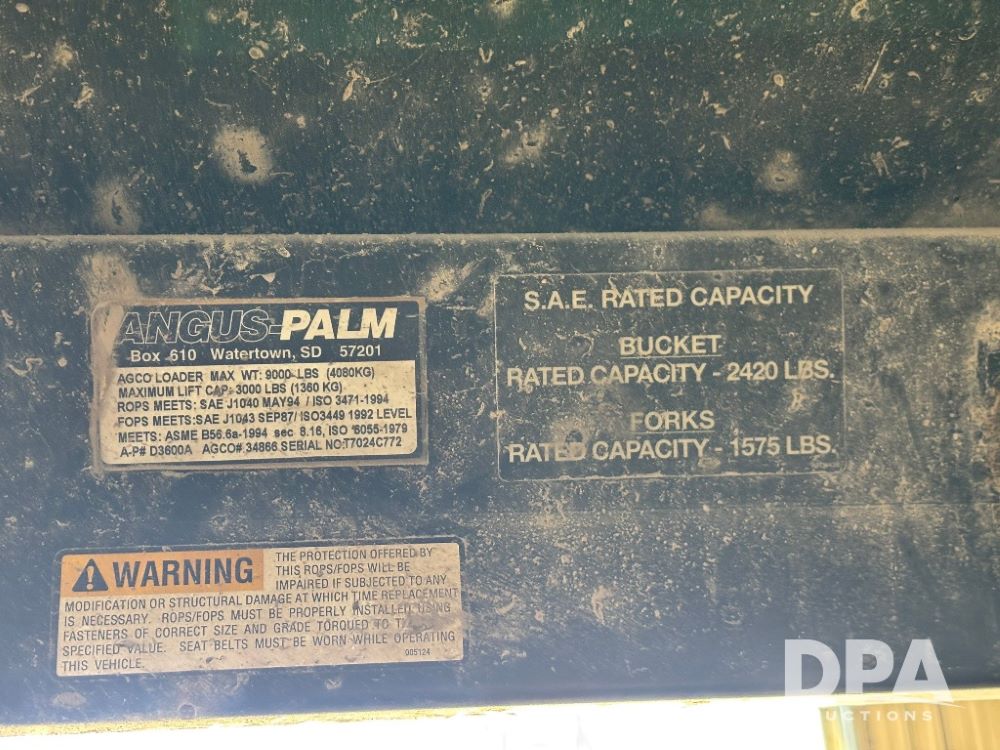 ANGUS-PALM
Box 610 Watertown, SD 57201
AGCO LOADER MAX WT: 9000 LBS (4080KG)
MAXIMUM LIFT CAP: 3000 LBS (1360 KG)
ROPS MEETS: SAE J1040 MAY94 / ISO 3471-1994
FOPS MEETS:SAE J1043 SEP87/ ISO3449 1992 LEVEL
MEETS: ASME B56.6a-1994 sec 8.16, ISO 6055-1979
A-P# D3600A AGCO# 34866 SERIAL NO:T7024C772
S.A.E. RATED CAPACITY
BUCKET
RATED CAPACITY - 2420 LBS.
FORKS
RATED CAPACITY - 1575 LBS.
WARNING
THE PROTECTION OFFERED BY
THIS ROPS/FOPS WILL BE
IMPAIRED IF SUBJECTED TO ANY
MODIFICATION OR STRUCTURAL DAMAGE AT WHICH TIME REPLACEMENT
IS NECESSARY. ROPS/FOPS MUST BE PROPERLY INSTALLED USING
FASTENERS OF CORRECT SIZE AND GRADE TORQUED TO
SPECIFIED VALUE. SEAT BELTS MUST BE WORN WHILE OPERATING
THIS VEHICLE.
005124
DPA
AUCTIONS